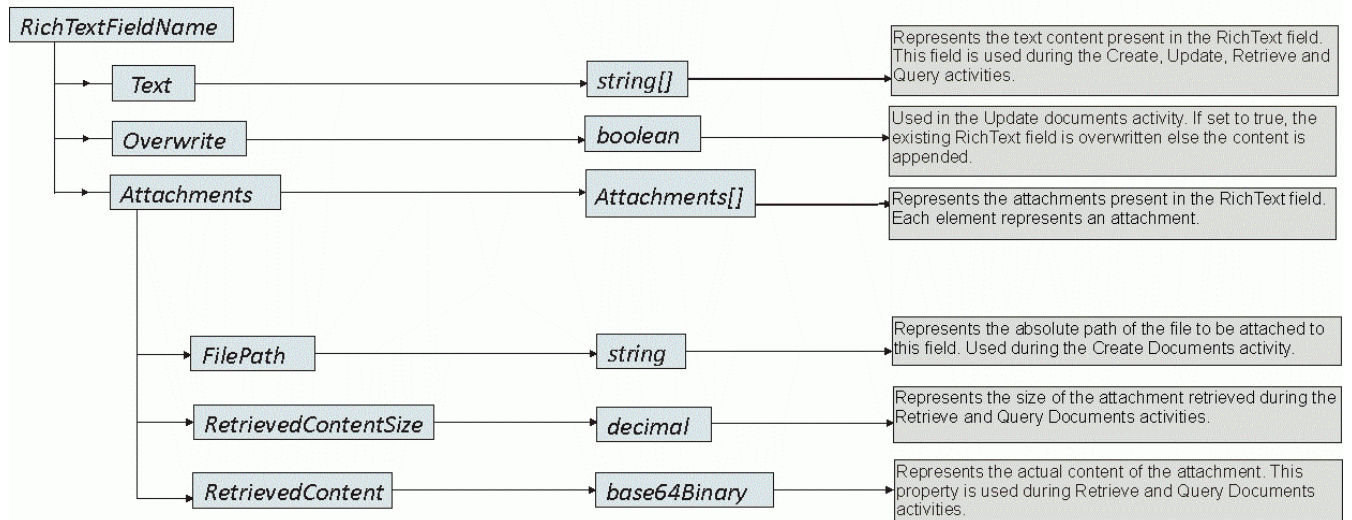 RichTextFieldName
Text
string[]
Represents the text content present in the RichText field.
This field is used during the Create, Update, Retrieve and
Query activities.
Overwrite
boolean
Used in the Update documents activity. If set to true, the
existing RichText field is overwritten else the content is
appended.
Attachments
Attachments[]
Represents the attachments present in the RichText field.
Each element represents an attachment.
FilePath
string
Represents the absolute path of the file to be attached to
this field. Used during the Create Documents activity.
RetrievedContentSize
decimal
Represents the size of the attachment retrieved during the
Retrieve and Query Documents activities.
RetrievedContent
base64Binary
Represents the actual content of the attachment. This
property is used during Retrieve and Query Documents
activities.